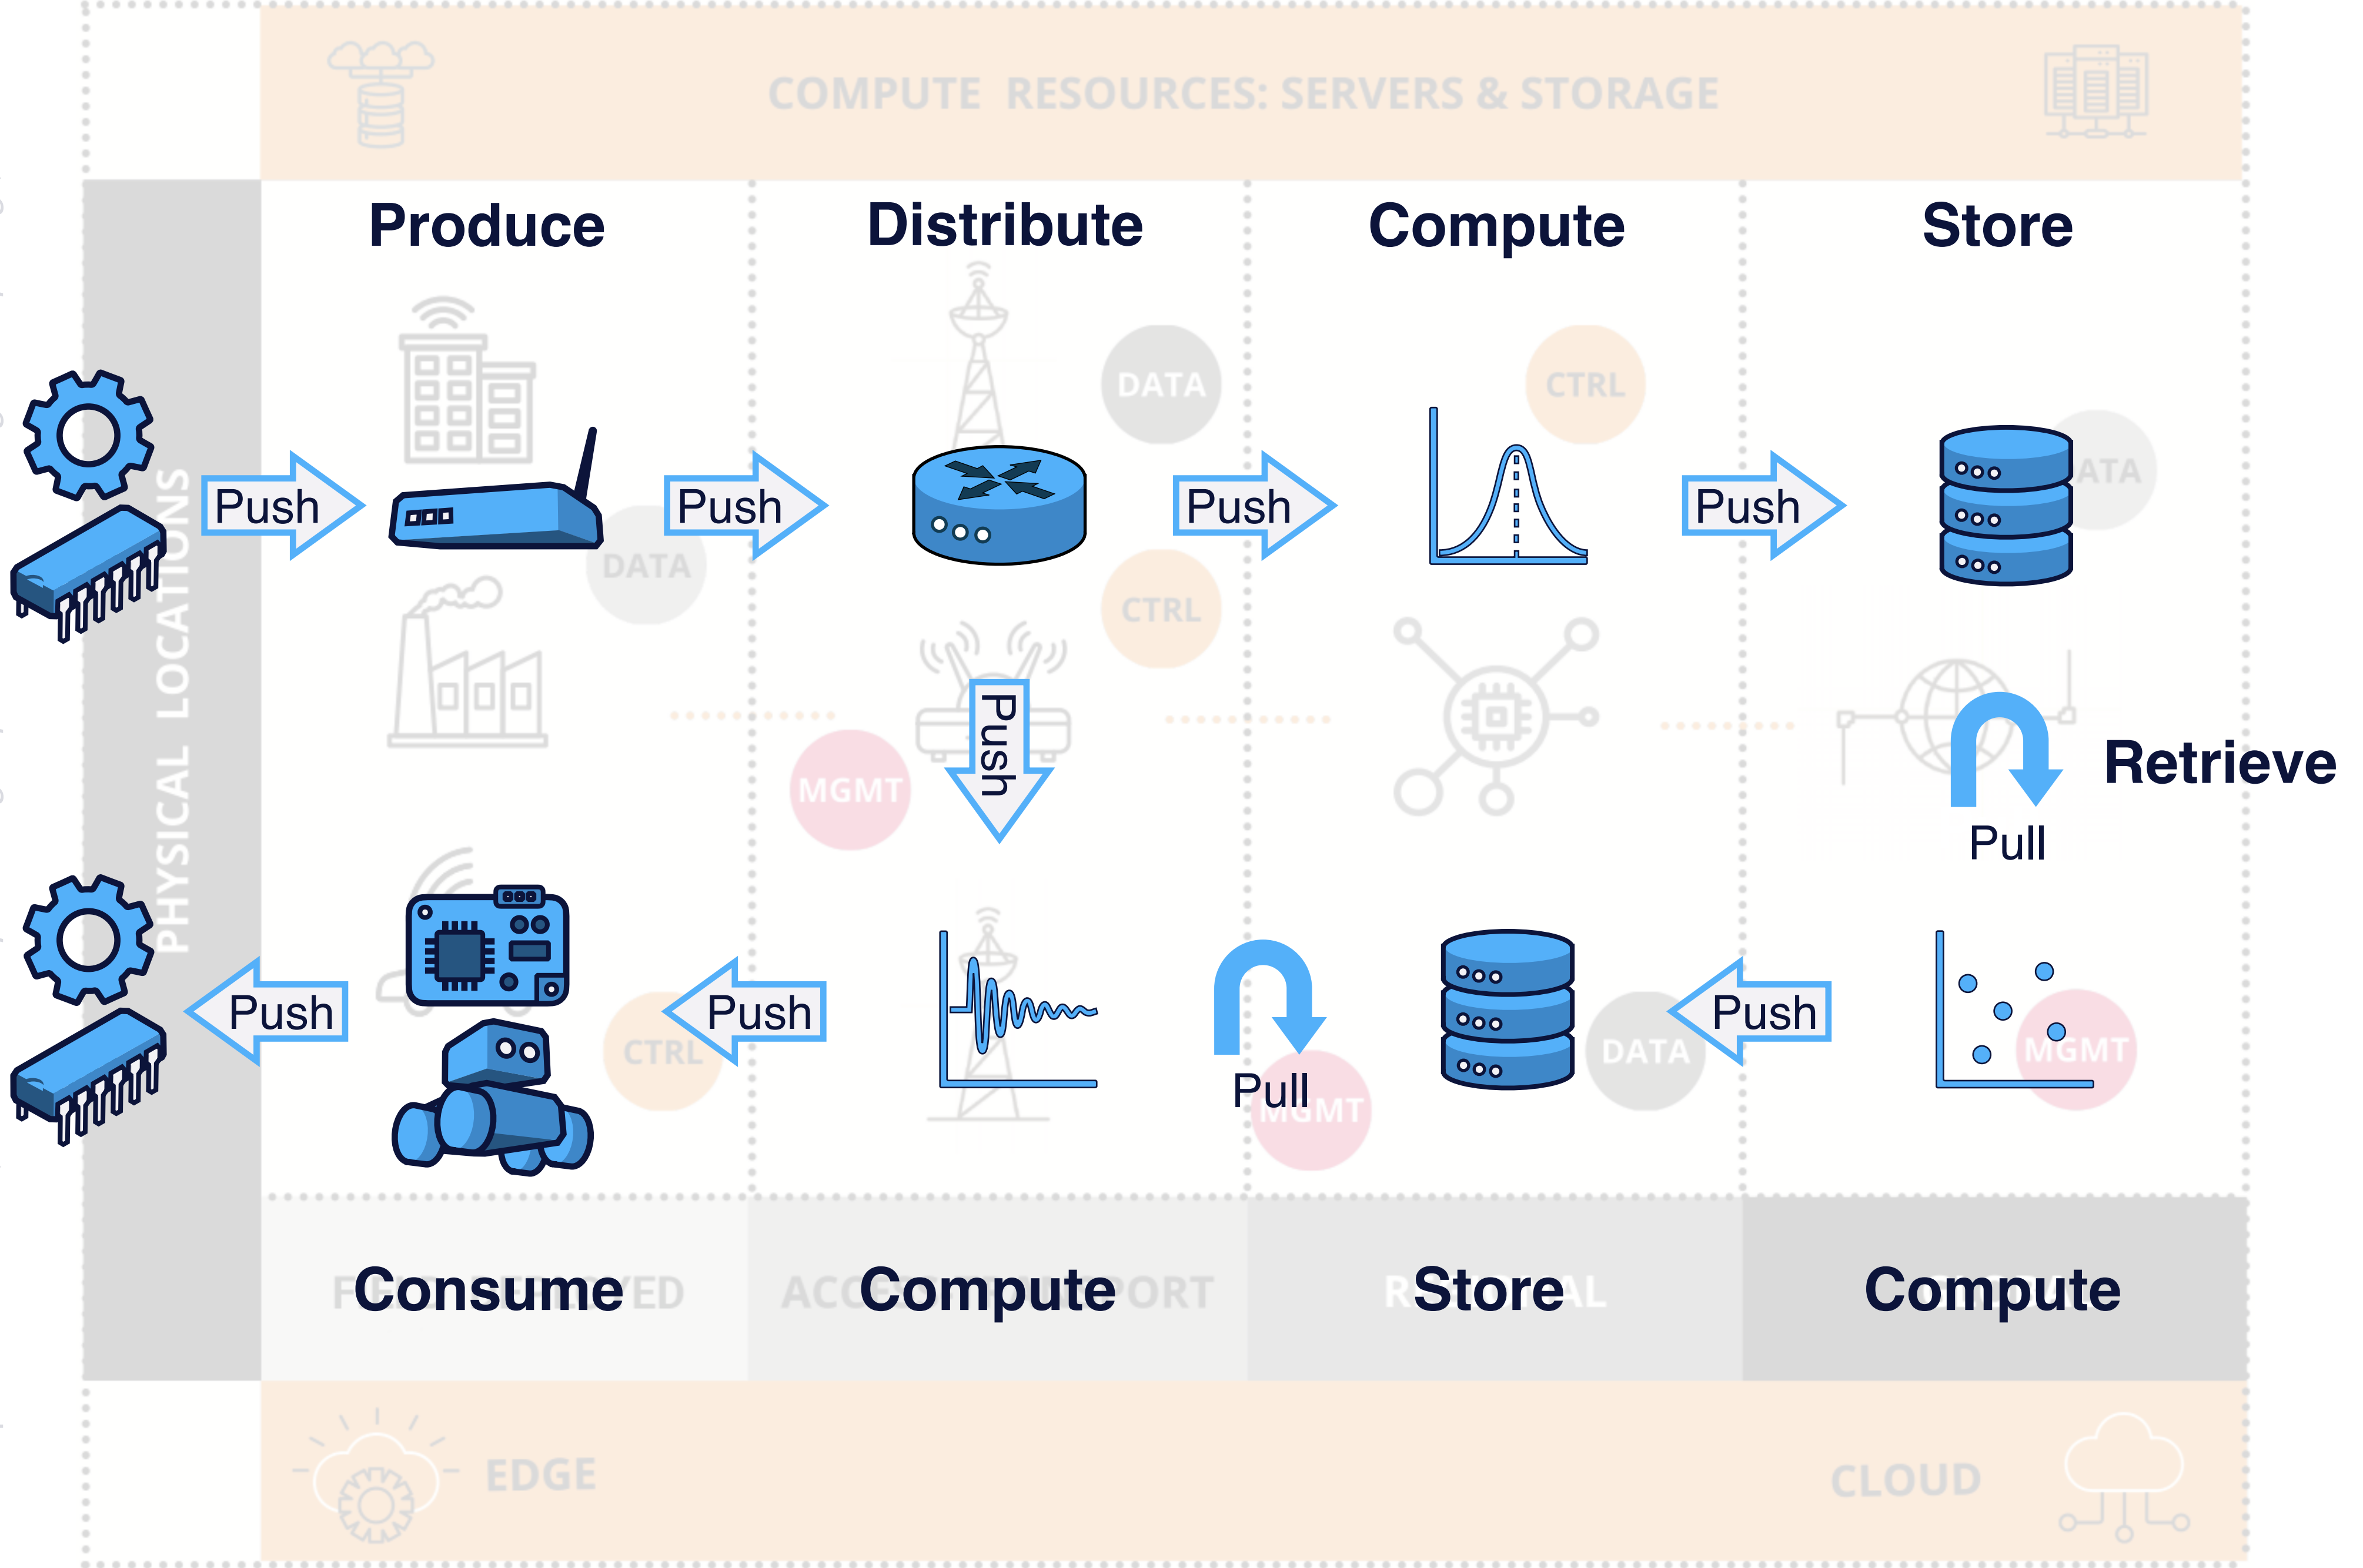 COMPUTE RESOURCES: SERVERS & STORAGE
Produce
Distribute
Compute
Store
DATA
CTRL
Push
Push
Push
Push
ATA
DATA
CTRL
PHYSICAL LOCATIONS
Push
MGMT
Retrieve
Pull
Push
CTRL
Push
Pull
MGMT
DATA
Push
MGMT
Consume
Compute
Store
Compute
EDGE
CLOUD